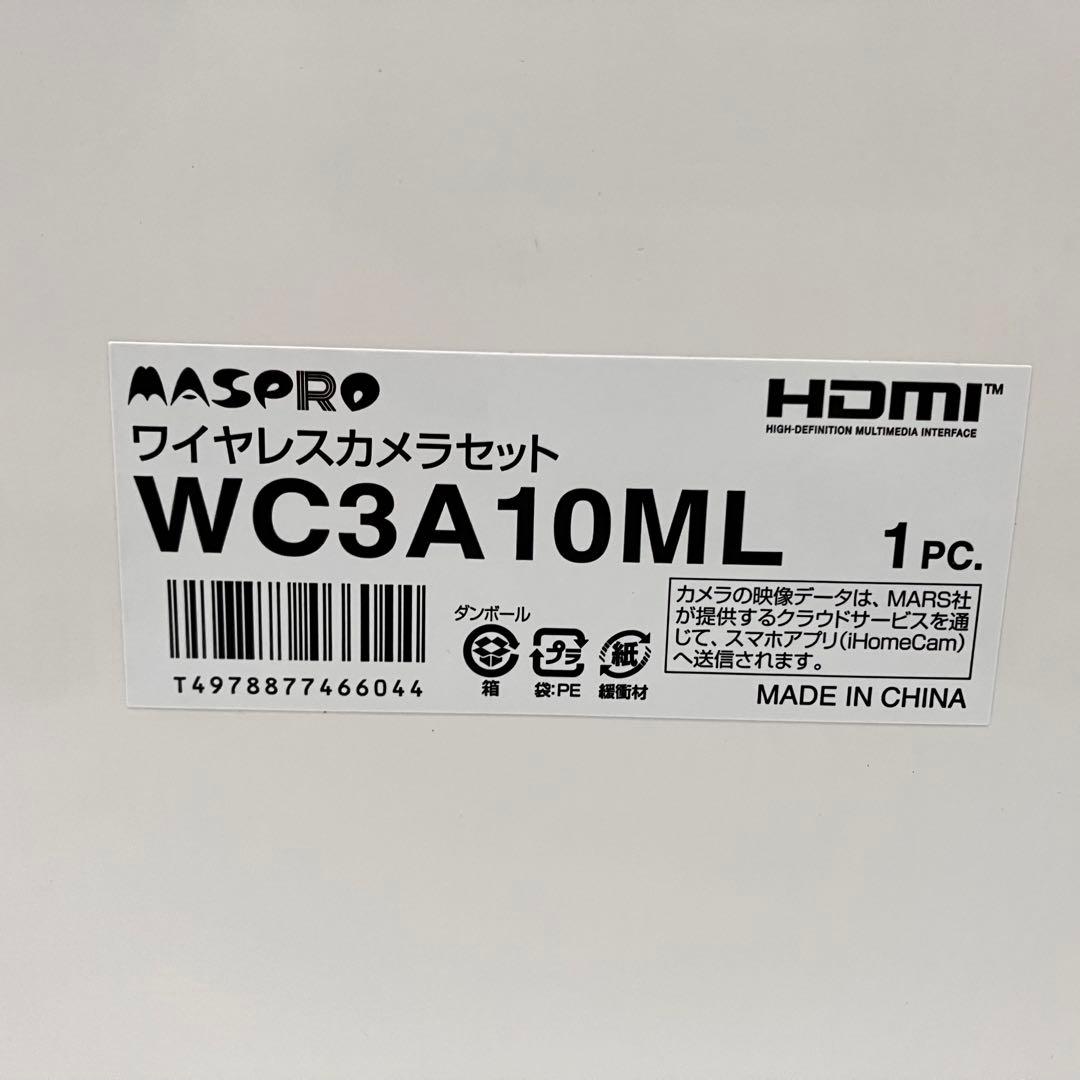 MASPRO
HDMI™
HIGH-DEFINITION MULTIMEDIA INTERFACE
ワイヤレスカメラセット
WC3A10ML
1 PC.
カメラの映像データは、MARS社
が提供するクラウドサービスを通
じて、スマホアプリ(iHomeCam)
へ送信されます。
ダンボール
プラ
紙
箱
袋:PE
緩衝材
T4978877466044
MADE IN CHINA